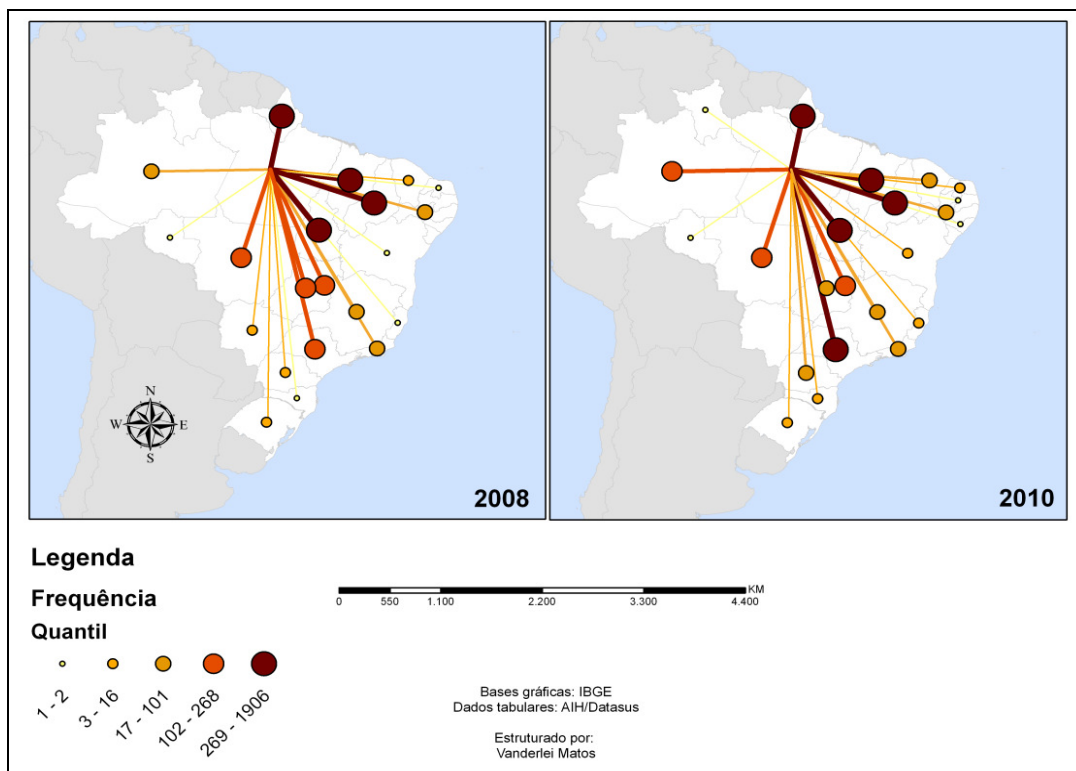 N
W
E
S
2008
2010
Legenda
Frequência
Quantil
1 - 2
3 - 16
17 - 101
102 - 268
269 - 1906
KM
0 550 1.100 2.200 3.300 4.400
Bases gráficas: IBGE
Dados tabulares: AIH/Datasus
Estruturado por:
Vanderlei Matos